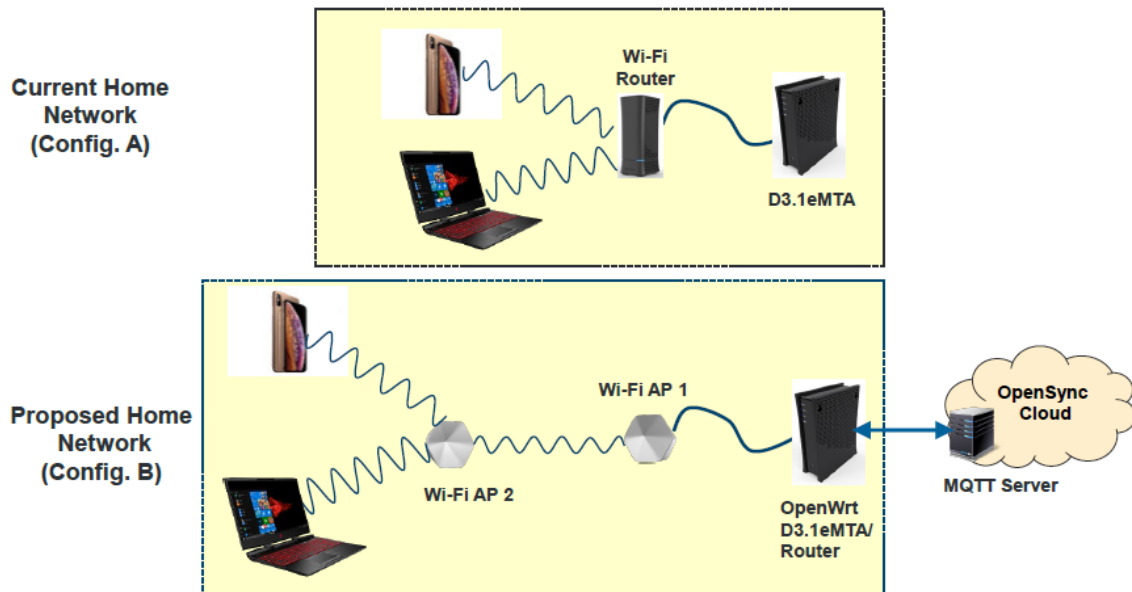 Current Home
Network
(Config. A)
Wi-Fi
Router
D3.1eMTA
Proposed Home
Network
(Config. B)
Wi-Fi AP 1
Wi-Fi AP 2
OpenWrt
D3.1eMTA/
Router
OpenSync
Cloud
MQTT Server